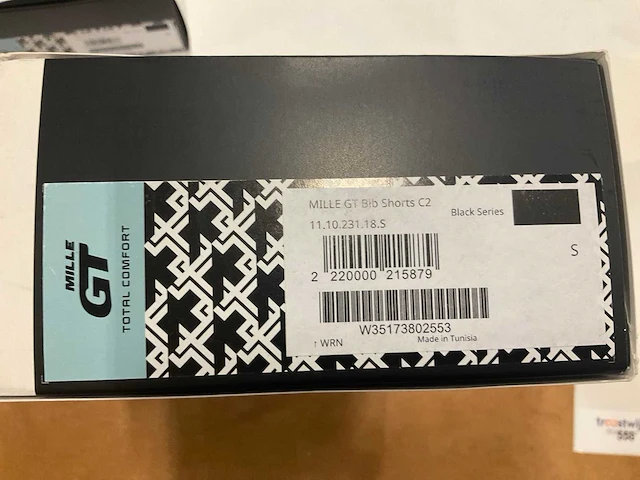 MILLE
GT
TOTAL COMFORT
MILLE GT Bib Shorts C2
11.10.231.18.S
Black Series
S
2 220000 215879
W35173802553
↑ WRN
Made in Tunisia
558